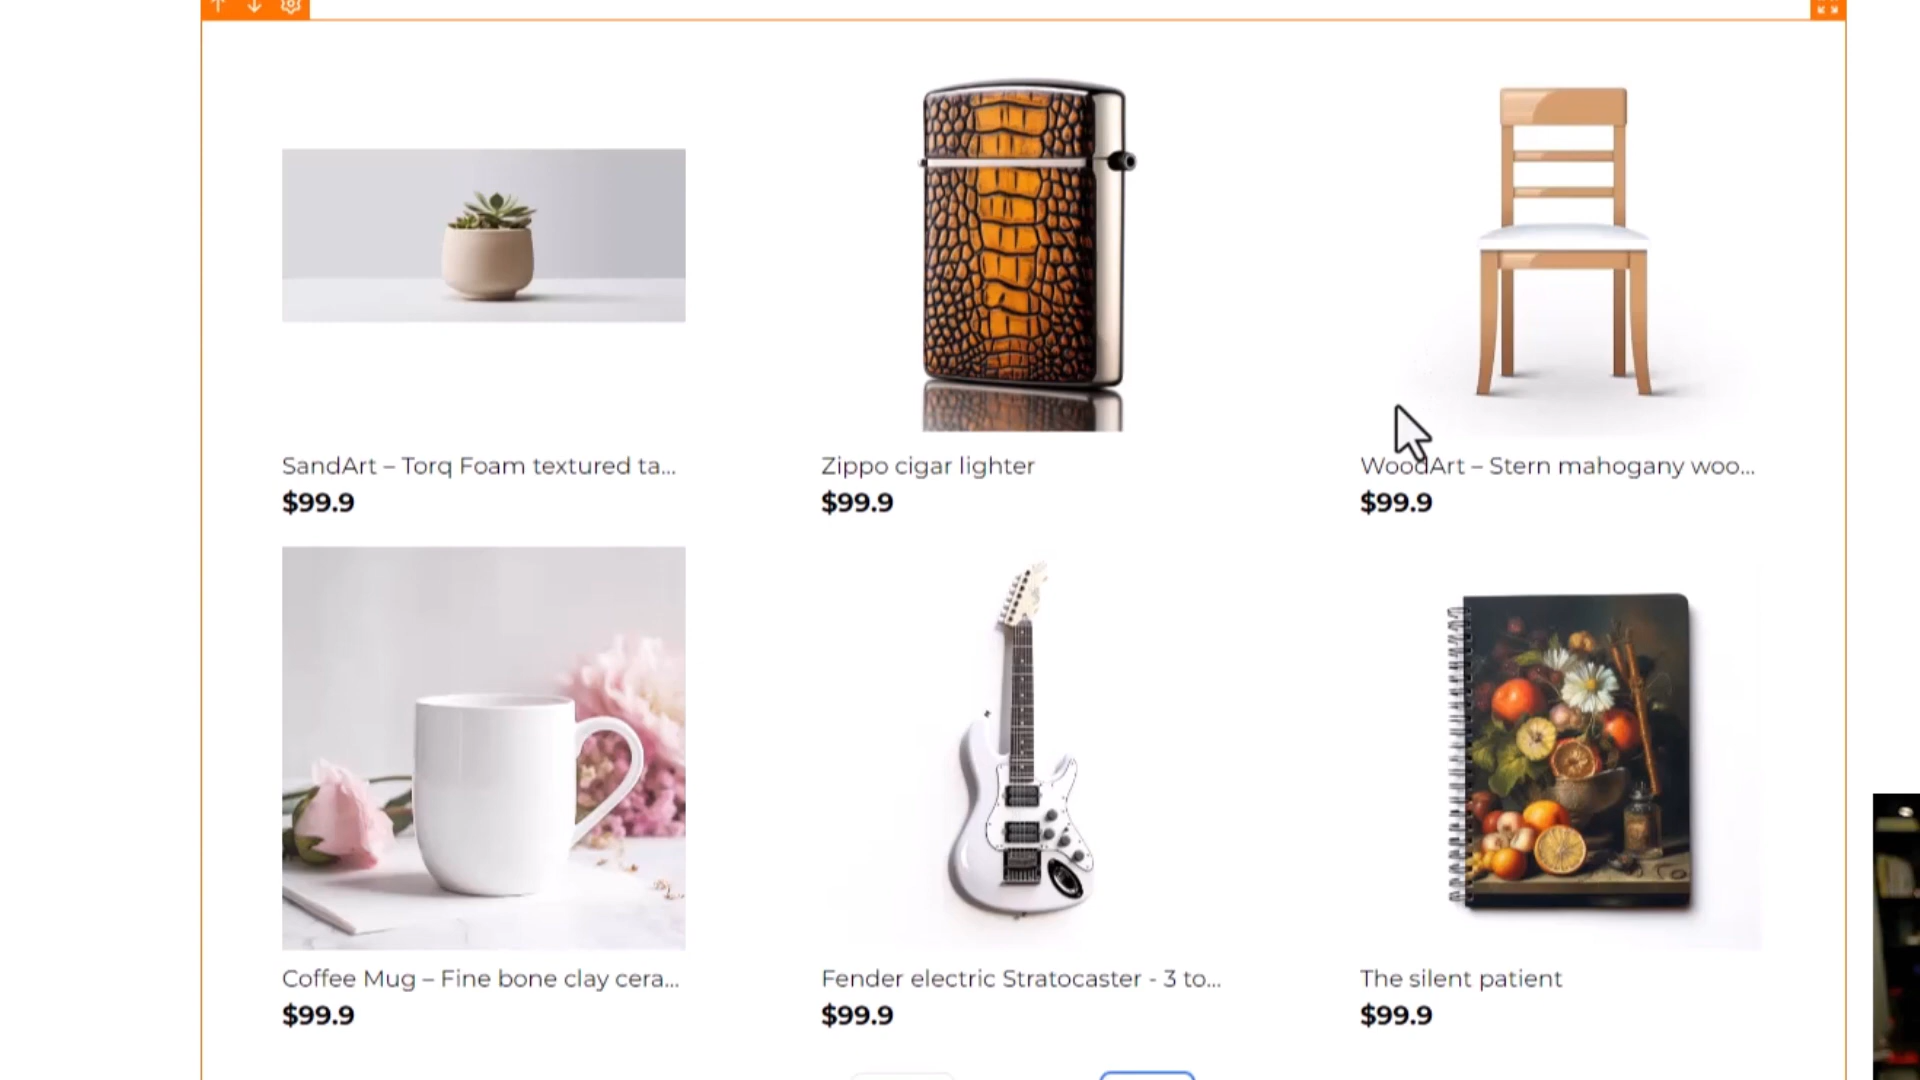 SandArt – Torq Foam textured ta...
$99.9
Zippo cigar lighter
$99.9
WoodArt – Stern mahogany woo...
$99.9
Coffee Mug – Fine bone clay cera...
$99.9
Fender electric Stratocaster - 3 to...
$99.9
The silent patient
$99.9